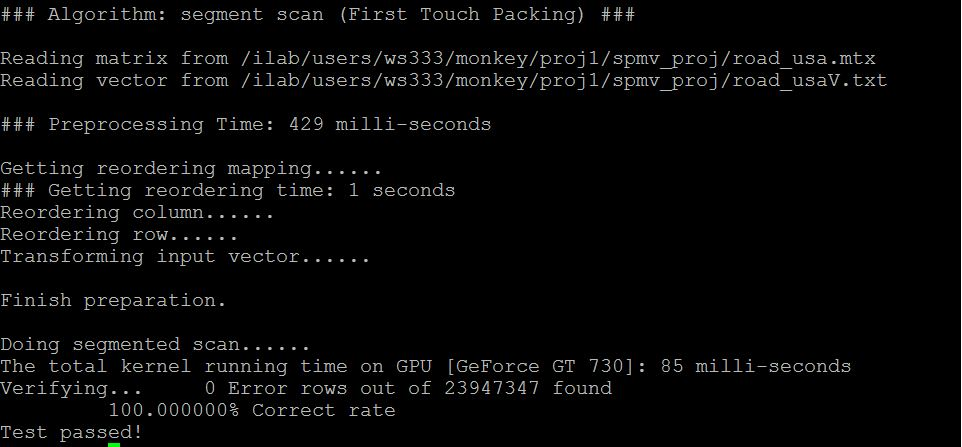 ### Algorithm: segment scan (First Touch Packing) ###
Reading matrix from /ilab/users/ws333/monkey/proj1/spmv_proj/road_usa.mtx
Reading vector from /ilab/users/ws333/monkey/proj1/spmv_proj/road_usaV.txt
### Preprocessing Time: 429 milli-seconds
Getting reordering mapping......
### Getting reordering time: 1 seconds
Reordering column......
Reordering row......
Transforming input vector......
Finish preparation.
Doing segmented scan......
The total kernel running time on GPU [GeForce GT 730]: 85 milli-seconds
Verifying...     0 Error rows out of 23947347 found
         100.000000% Correct rate
Test passed!